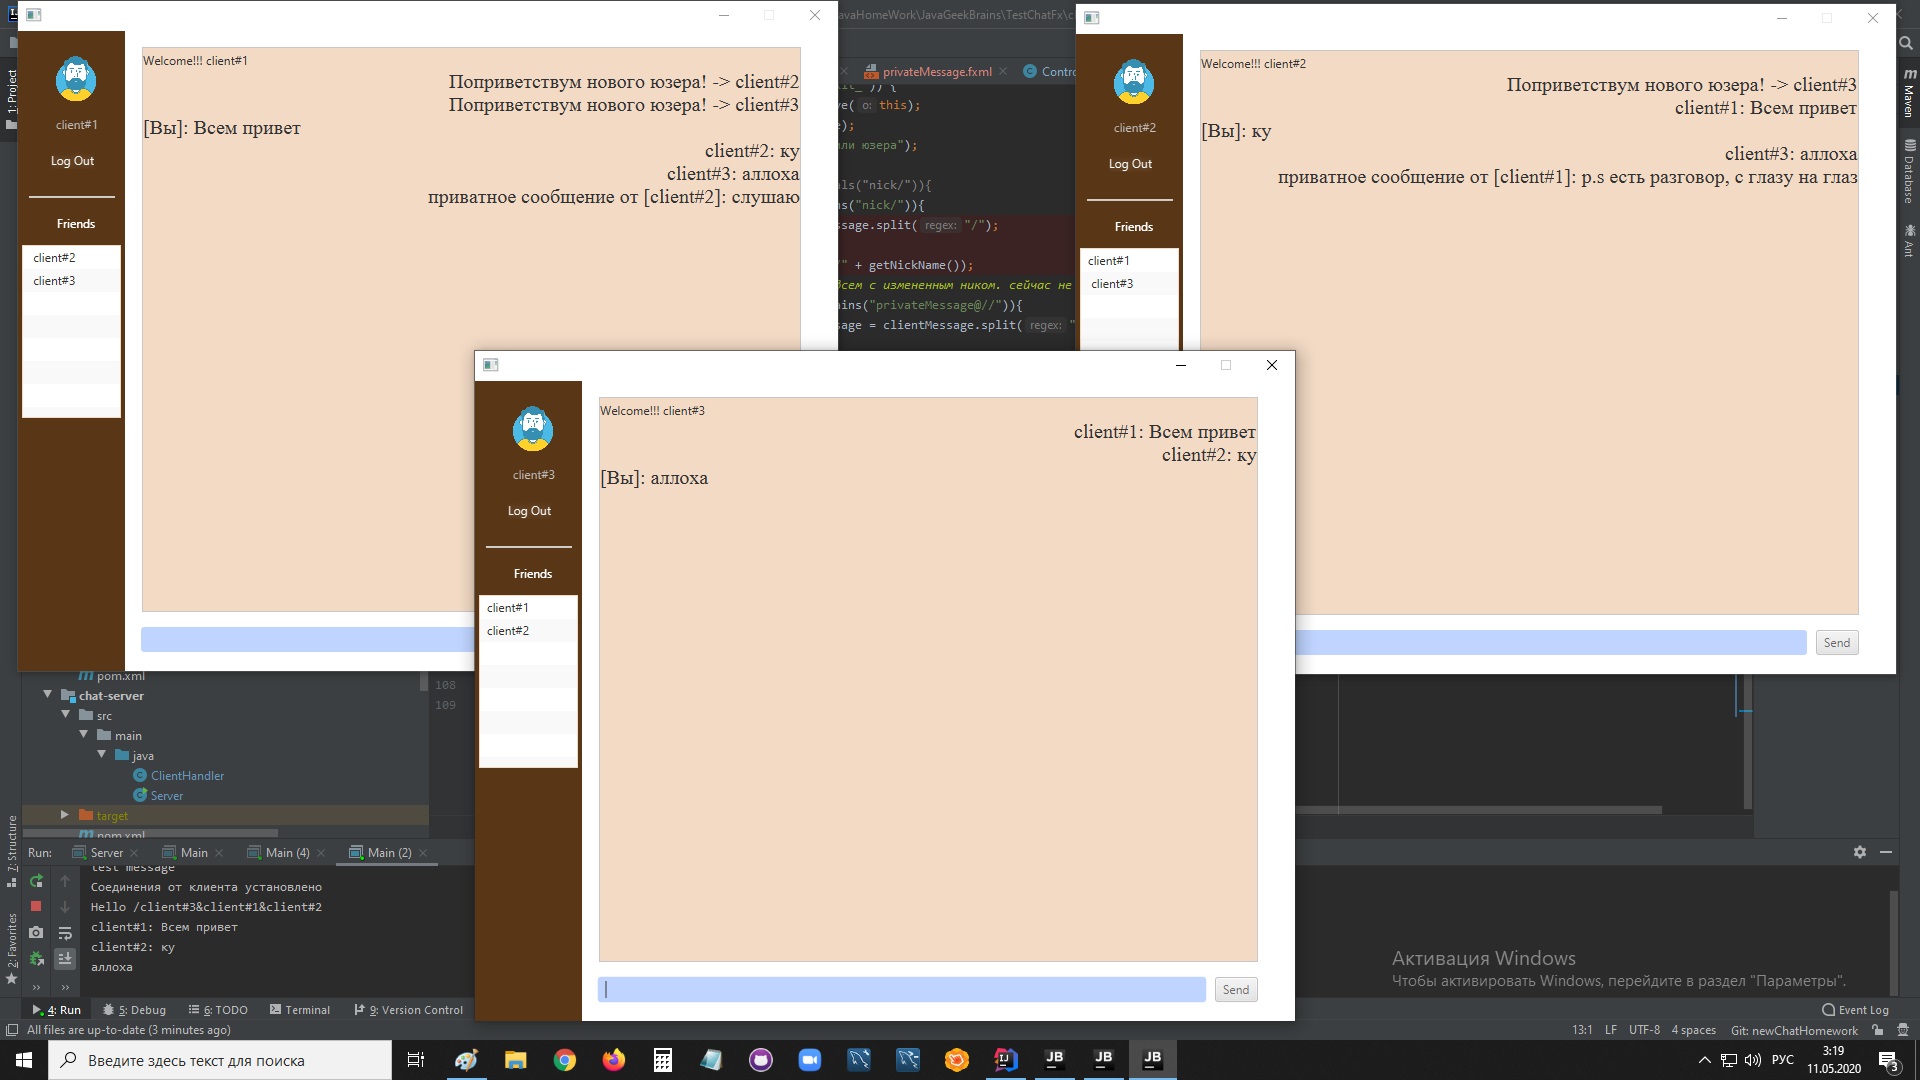 Welcome!!! client#1
Поприветствум нового юзера! -> client#2
Поприветствум нового юзера! -> client#3
[Вы]: Всем привет
client#2: ку
client#3: аллоха
приватное сообщение от [client#2]: слушаю
client#1
Log Out
Friends
client#2
client#3
avaHomeWork\JavaGeekBrains\TestChatFx\c
privateMessage.fxml
Contro
ve( o: this);
);
ли юзера");
ls("nick/")){
s("nick/")){
sage.split( regex: "/");
" + getNickName());
всем с измененным ником. сейчас не
ins("privateMessage@//")){
age = clientMessage.split( regex: "
Welcome!!! client#2
Поприветствум нового юзера! -> client#3
client#1: Всем привет
[Вы]: ку
client#3: аллоха
приватное сообщение от [client#1]: p.s есть разговор, с глазу на глаз
client#2
Log Out
Friends
client#1
client#3
Send
Welcome!!! client#3
client#1: Всем привет
client#2: ку
[Вы]: аллоха
client#3
Log Out
Friends
client#1
client#2
Send
1: Project
7: Structure
2: Favorites
Maven
Database
Ant
pom.xml
chat-server
src
main
java
ClientHandler
Server
target
pom.xml
108
109
Run:
Server
Main
Main (4)
Main (2)
test message
Соединения от клиента установлено
Hello /client#3&client#1&client#2
client#1: Всем привет
client#2: ку
аллоха
Активация Windows
Чтобы активировать Windows, перейдите в раздел "Параметры".
4: Run
5: Debug
6: TODO
Terminal
9: Version Control
Event Log
All files are up-to-date (3 minutes ago)
13:1
LF
UTF-8
4 spaces
Git: newChatHomework
Введите здесь текст для поиска
JB
JB
JB
РУС
3:19
11.05.2020
3